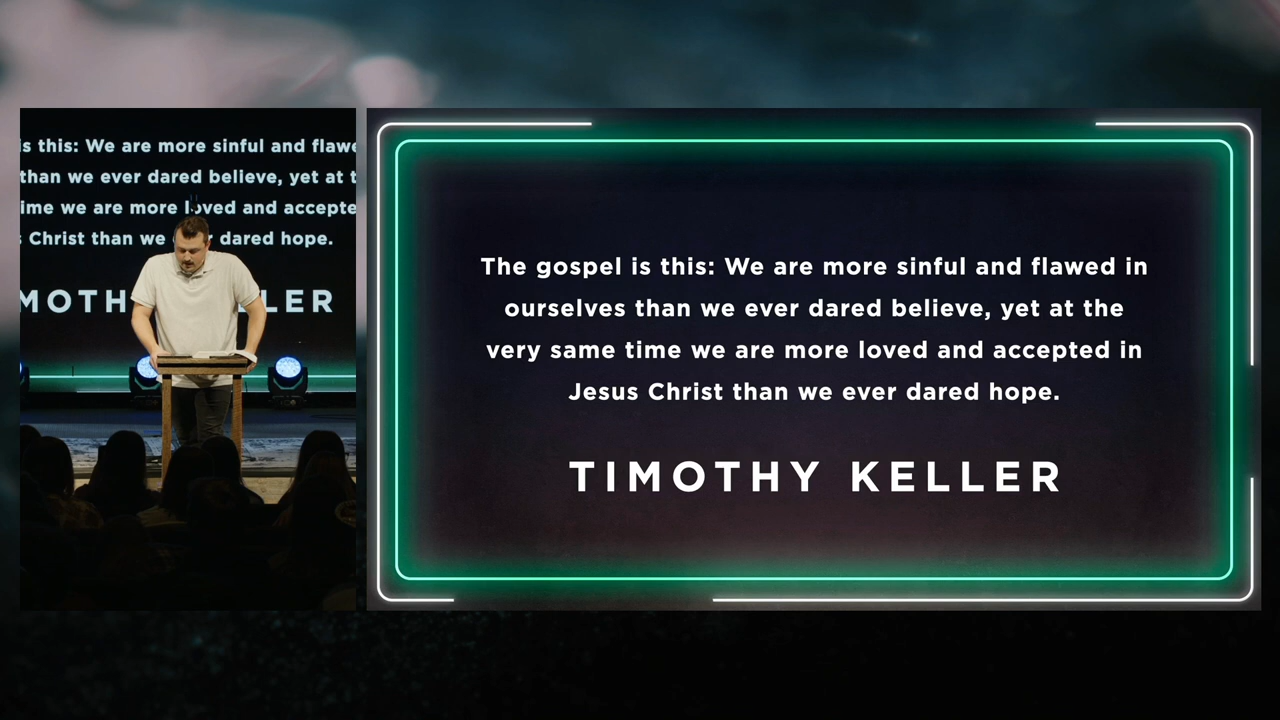 is this: We are more sinful and flawe
than we ever dared believe, yet at t
ime we are more loved and accepte
s Christ than we dared hope.
MOTH LER
The gospel is this: We are more sinful and flawed in
ourselves than we ever dared believe, yet at the
very same time we are more loved and accepted in
Jesus Christ than we ever dared hope.
TIMOTHY KELLER